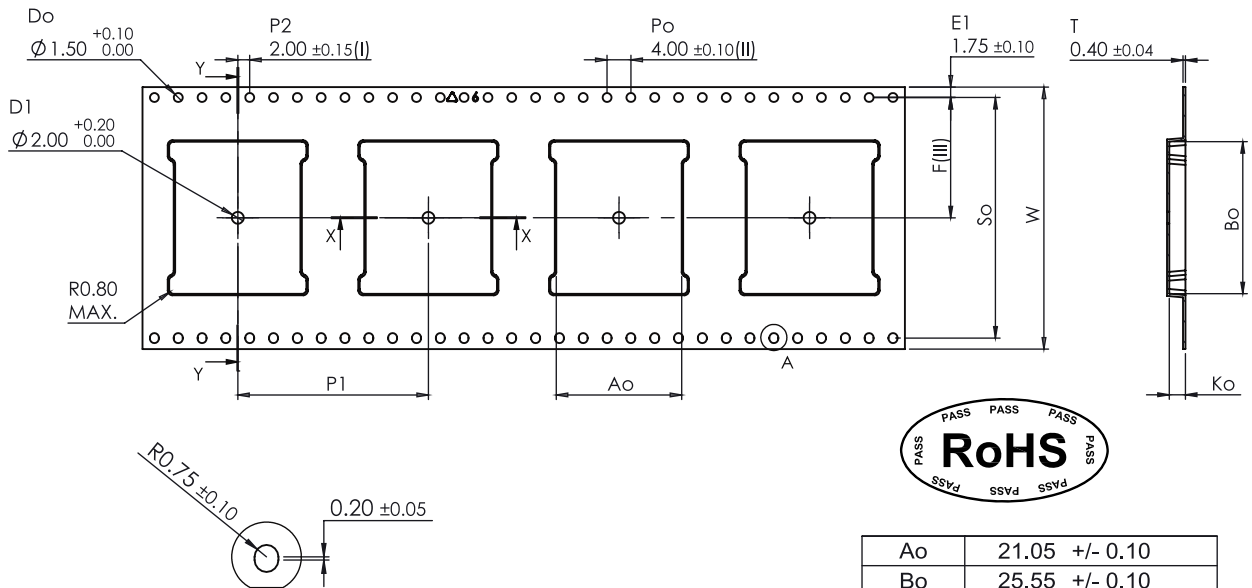 Do
Ø1.50 +0.10 0.00
P2
2.00 ±0.15(I)
Po
4.00 ±0.10(II)
E1
1.75 ±0.10
T
0.40 ±0.04
Y
D1
Ø2.00 +0.20 0.00
F(III)
So
W
Bo
X
X
R0.80
MAX.
Y
P1
Ao
A
Ko
R0.75 ±0.10
0.20 ±0.05
PASS PASS PASS
PASS RoHS PASS
PASS PASS PASS
Ao 21.05 +/- 0.10
Bo 25.55 +/- 0.10